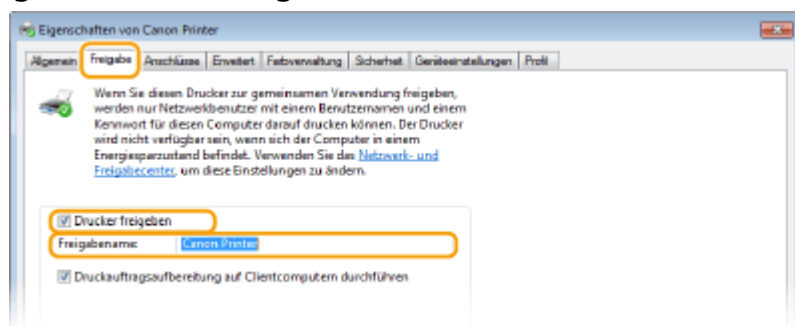 Eigenschaften von Canon Printer
Allgemein Freigabe Anschlüsse Erweitert Farbverwaltung Sicherheit Geräteeinstellungen Profil
Wenn Sie diesen Drucker zur gemeinsamen Verwendung freigeben,
werden nur Netzwerkbenutzer mit einem Benutzernamen und einem
Kennwort für diesen Computer darauf drucken können. Der Drucker
wird nicht verfügbar sein, wenn sich der Computer in einem
Energiesparzustand befindet. Verwenden Sie das Netzwerk- und
Freigabecenter, um diese Einstellungen zu ändern.
Drucker freigeben
Freigabename: Canon Printer
Druckauftragsaufbereitung auf Clientcomputern durchführen